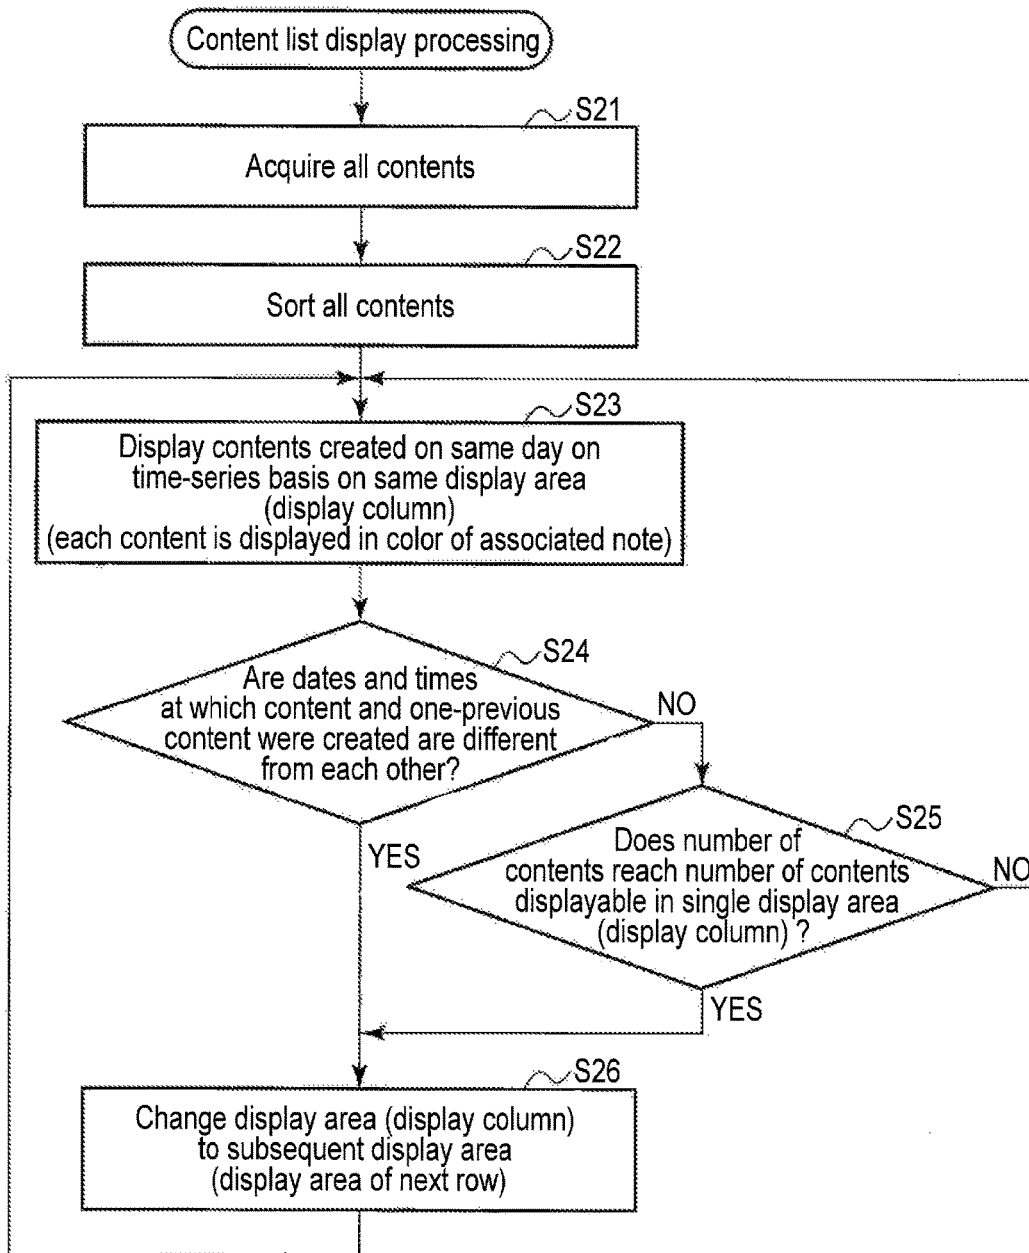 Content list display processing
S21
Acquire all contents
S22
Sort all contents
S23
Display contents created on same day on
time-series basis on same display area
(display column)
(each content is displayed in color of associated note)
S24
Are dates and times
at which content and one-previous
content were created are different
from each other?
NO
YES
S25
Does number of
contents reach number of contents
displayable in single display area
(display column) ?
NO
YES
S26
Change display area (display column)
to subsequent display area
(display area of next row)